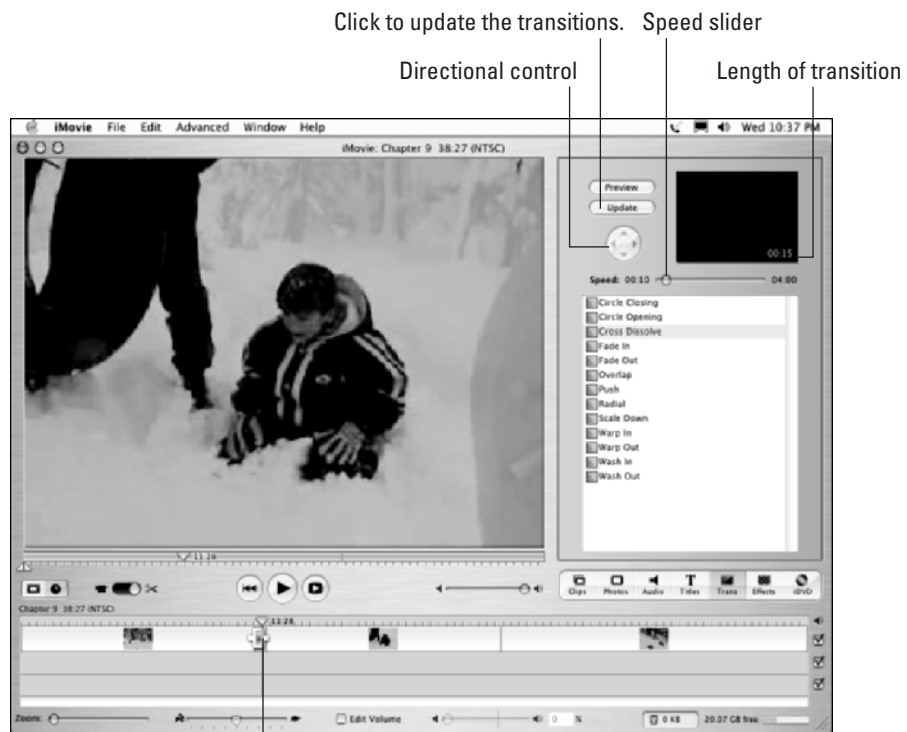 Click to update the transitions. Speed slider
Directional control Length of transition
iMovie File Edit Advanced Window Help Wed 10:37 PM
iMovie: Chapter 9 38:27 (NTSC)
Preview
Update
00:15
Speed: 00:10 04:00
Circle Closing
Circle Opening
Cross Dissolve
Fade In
Fade Out
Overlap
Push
Radial
Scale Down
Warp In
Warp Out
Wash In
Wash Out
11:28
Clips Photos Audio Titles Trans Effects iDVD
Chapter 9 38:27 (NTSC)
11:28
Zoom: Edit Volume 0 % 0 KB 20.07 GB free